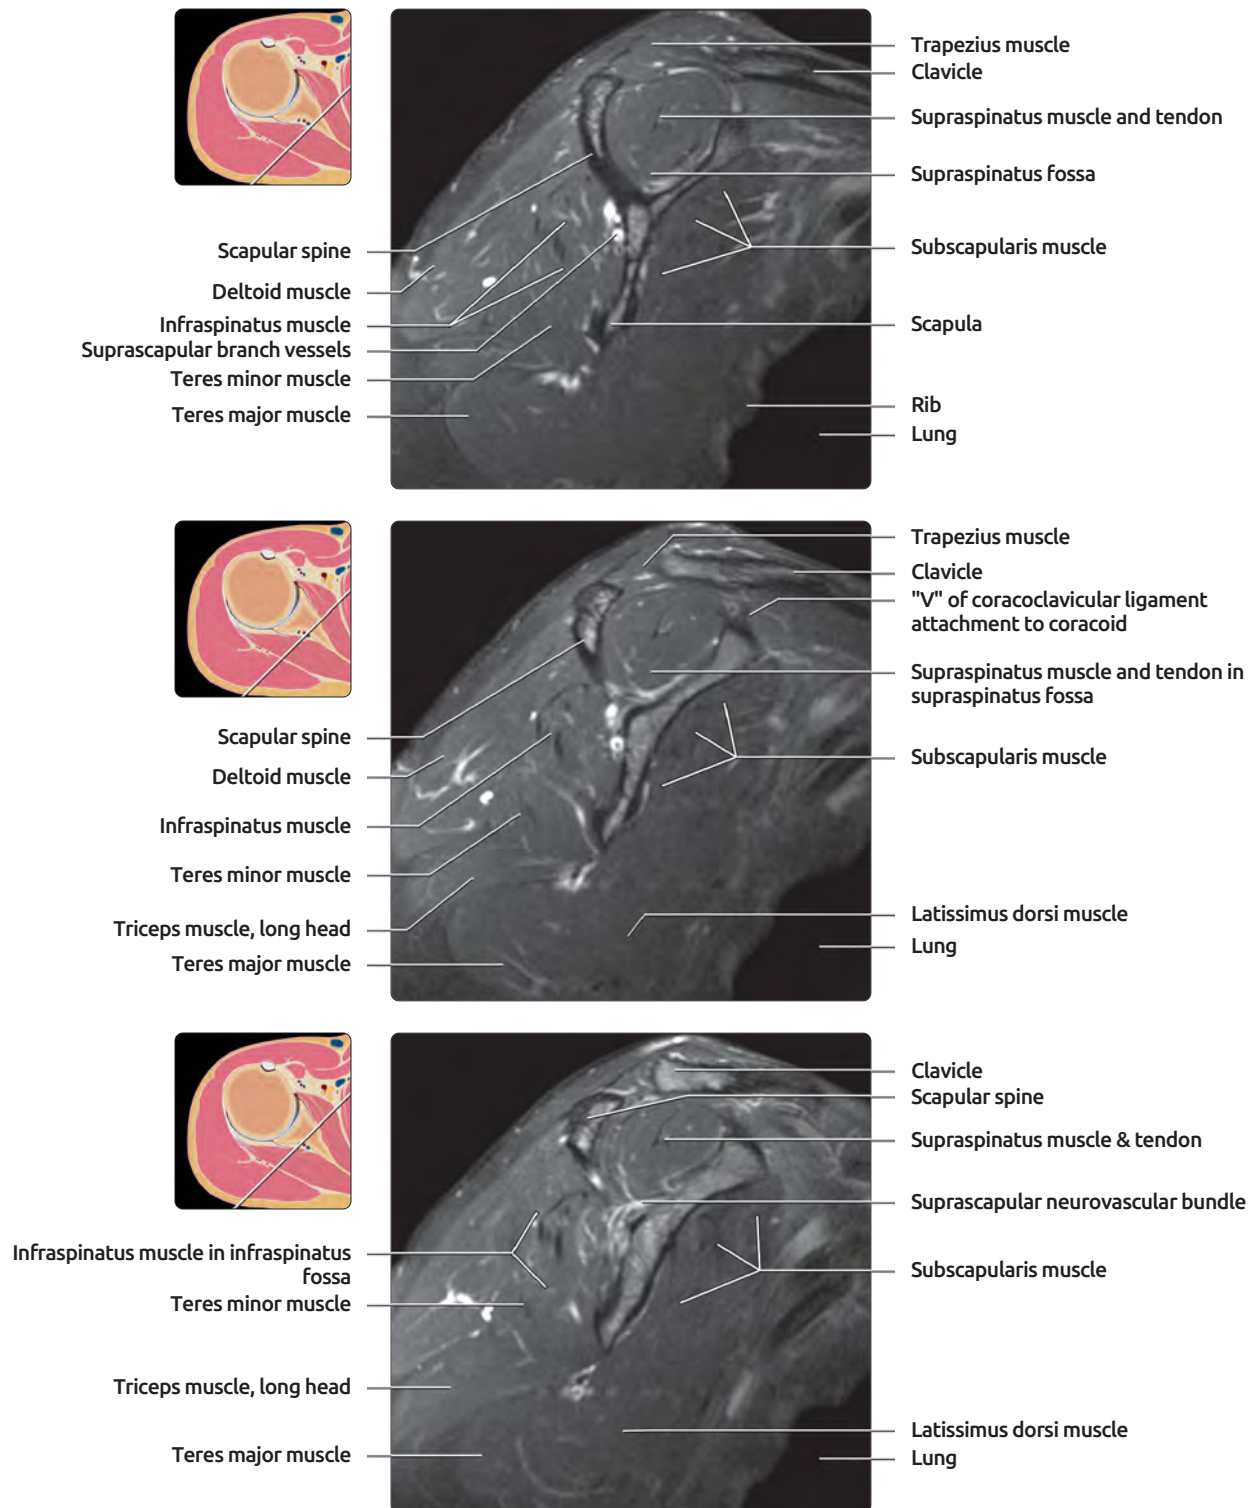 Trapezius muscle
Clavicle
Supraspinatus muscle and tendon
Supraspinatus fossa
Scapular spine
Subscapularis muscle
Deltoid muscle
Infraspinatus muscle
Scapula
Suprascapular branch vessels
Teres minor muscle
Teres major muscle
Rib
Lung
Trapezius muscle
Clavicle
"V" of coracoclavicular ligament
attachment to coracoid
Supraspinatus muscle and tendon in
supraspinatus fossa
Scapular spine
Subscapularis muscle
Deltoid muscle
Infraspinatus muscle
Teres minor muscle
Triceps muscle, long head
Latissimus dorsi muscle
Lung
Teres major muscle
Clavicle
Scapular spine
Supraspinatus muscle & tendon
Suprascapular neurovascular bundle
Infraspinatus muscle in infraspinatus
fossa
Subscapularis muscle
Teres minor muscle
Triceps muscle, long head
Latissimus dorsi muscle
Teres major muscle
Lung